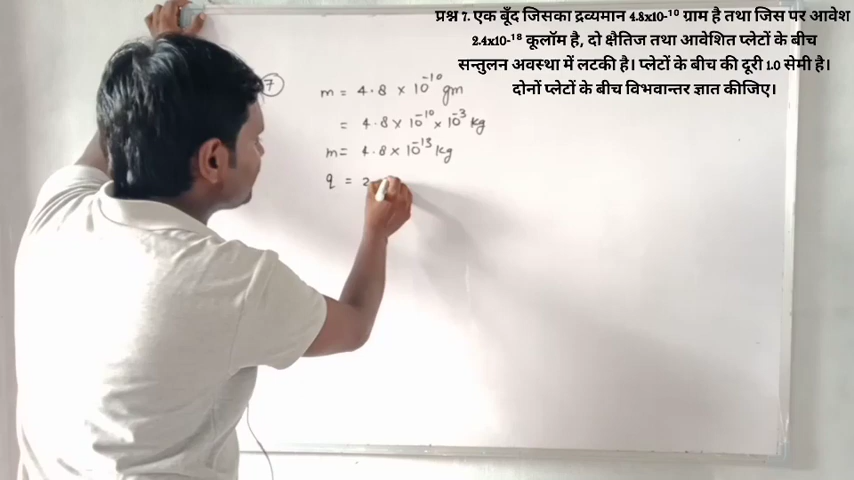 प्रश्न 7. एक बूँद जिसका द्रव्यमान 4.8x10-¹⁰ ग्राम है तथा जिस पर आवेश
2.4x10-¹⁸ कूलॉम है, दो क्षैतिज तथा आवेशित प्लेटों के बीच
सन्तुलन अवस्था में लटकी है। प्लेटों के बीच की दूरी 1.0 सेमी है।
दोनों प्लेटों के बीच विभवान्तर ज्ञात कीजिए।
7
m = 4.8 × 10⁻¹⁰ gm
= 4.8 × 10⁻¹⁰ × 10⁻³ kg
m = 4.8 × 10⁻¹³ kg
q = 2